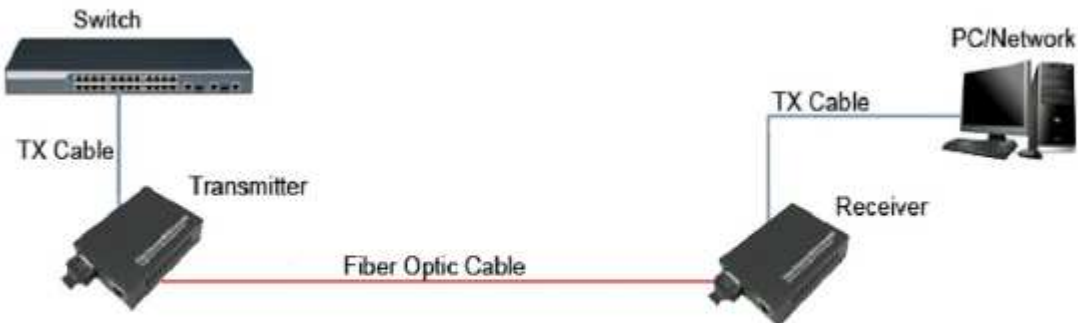 Switch
PC/Network
TX Cable
TX Cable
Transmitter
Receiver
Fiber Optic Cable